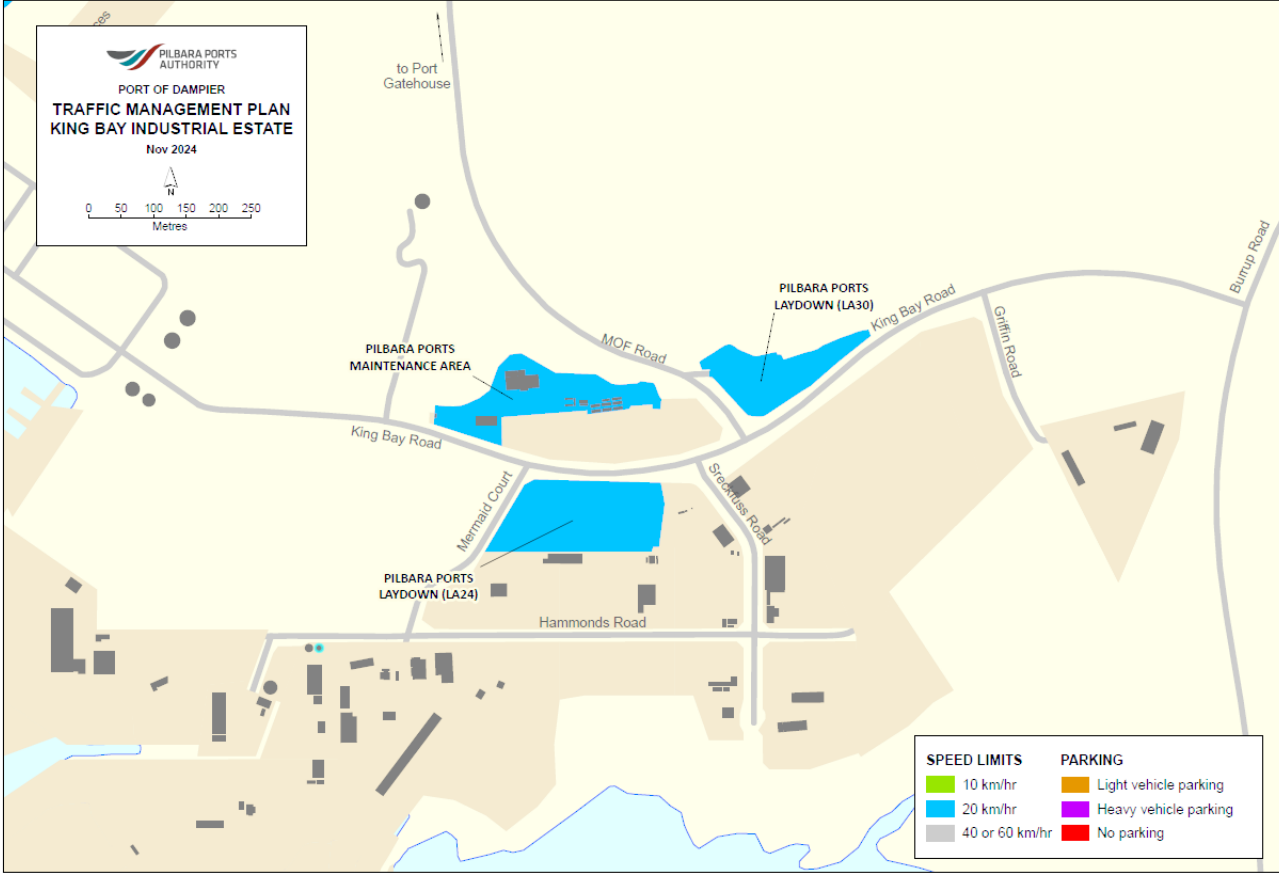 ses
PILBARA PORTS
AUTHORITY
PORT OF DAMPIER
TRAFFIC MANAGEMENT PLAN
KING BAY INDUSTRIAL ESTATE
Nov 2024
N
0 50 100 150 200 250
Metres
to Port
Gatehouse
Burrup Road
PILBARA PORTS
LAYDOWN (LA30)
King Bay Road
Griffin Road
MOF Road
PILBARA PORTS
MAINTENANCE AREA
King Bay Road
Mermaid Court
Sreckfuss Road
PILBARA PORTS
LAYDOWN (LA24)
Hammonds Road
SPEED LIMITS
10 km/hr
20 km/hr
40 or 60 km/hr
PARKING
Light vehicle parking
Heavy vehicle parking
No parking